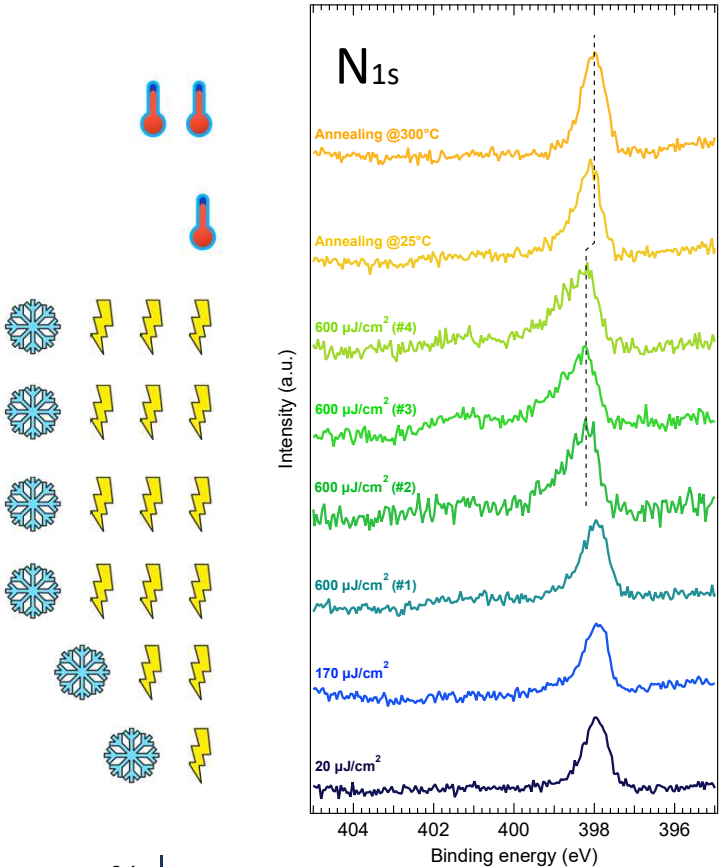 N1s
Annealing @300°C
Annealing @25°C
600 µJ/cm² (#4)
600 µJ/cm² (#3)
600 µJ/cm² (#2)
600 µJ/cm² (#1)
170 µJ/cm²
20 µJ/cm²
Intensity (a.u.)
404 402 400 398 396
Binding energy (eV)